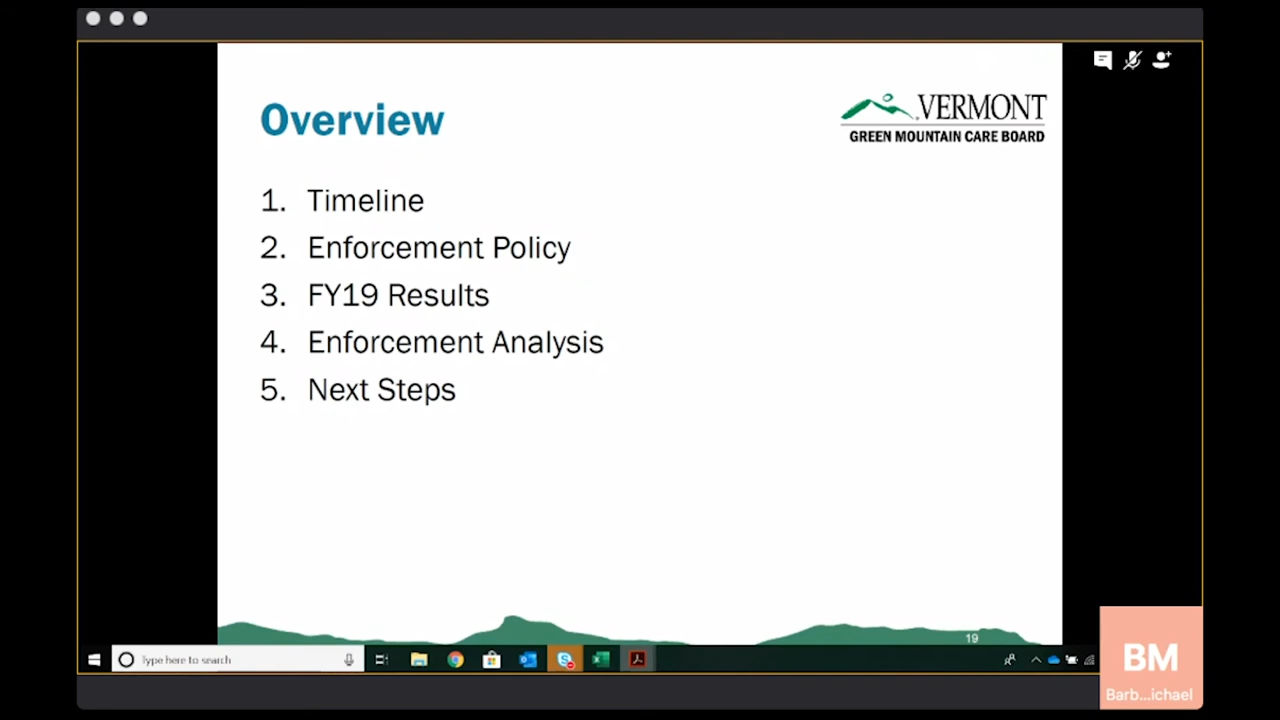 Overview
VERMONT
GREEN MOUNTAIN CARE BOARD
1. Timeline
2. Enforcement Policy
3. FY19 Results
4. Enforcement Analysis
5. Next Steps
19
Type here to search
BM
Barb...ichael